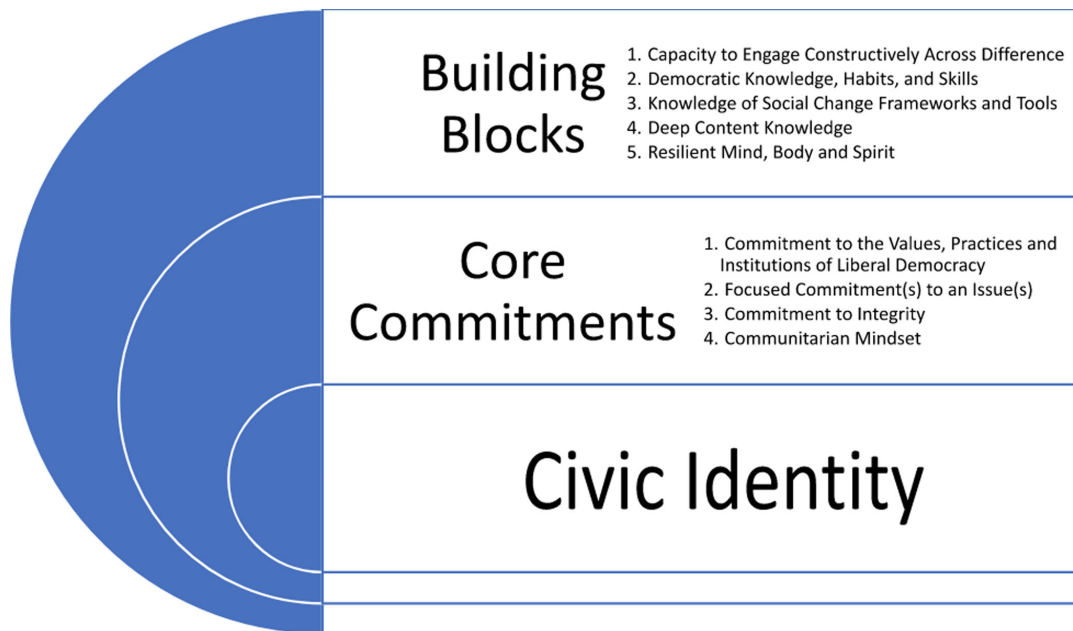 Building
Blocks
1. Capacity to Engage Constructively Across Difference
2. Democratic Knowledge, Habits, and Skills
3. Knowledge of Social Change Frameworks and Tools
4. Deep Content Knowledge
5. Resilient Mind, Body and Spirit
Core
Commitments
1. Commitment to the Values, Practices and
Institutions of Liberal Democracy
2. Focused Commitment(s) to an Issue(s)
3. Commitment to Integrity
4. Communitarian Mindset
Civic Identity